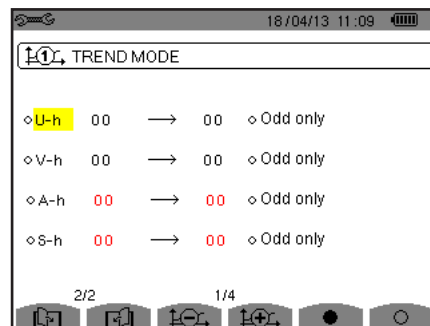 18/04/13 11:09
1 TREND MODE
U-h 00 → 00 Odd only
V-h 00 → 00 Odd only
A-h 00 → 00 Odd only
S-h 00 → 00 Odd only
2/2 1/4